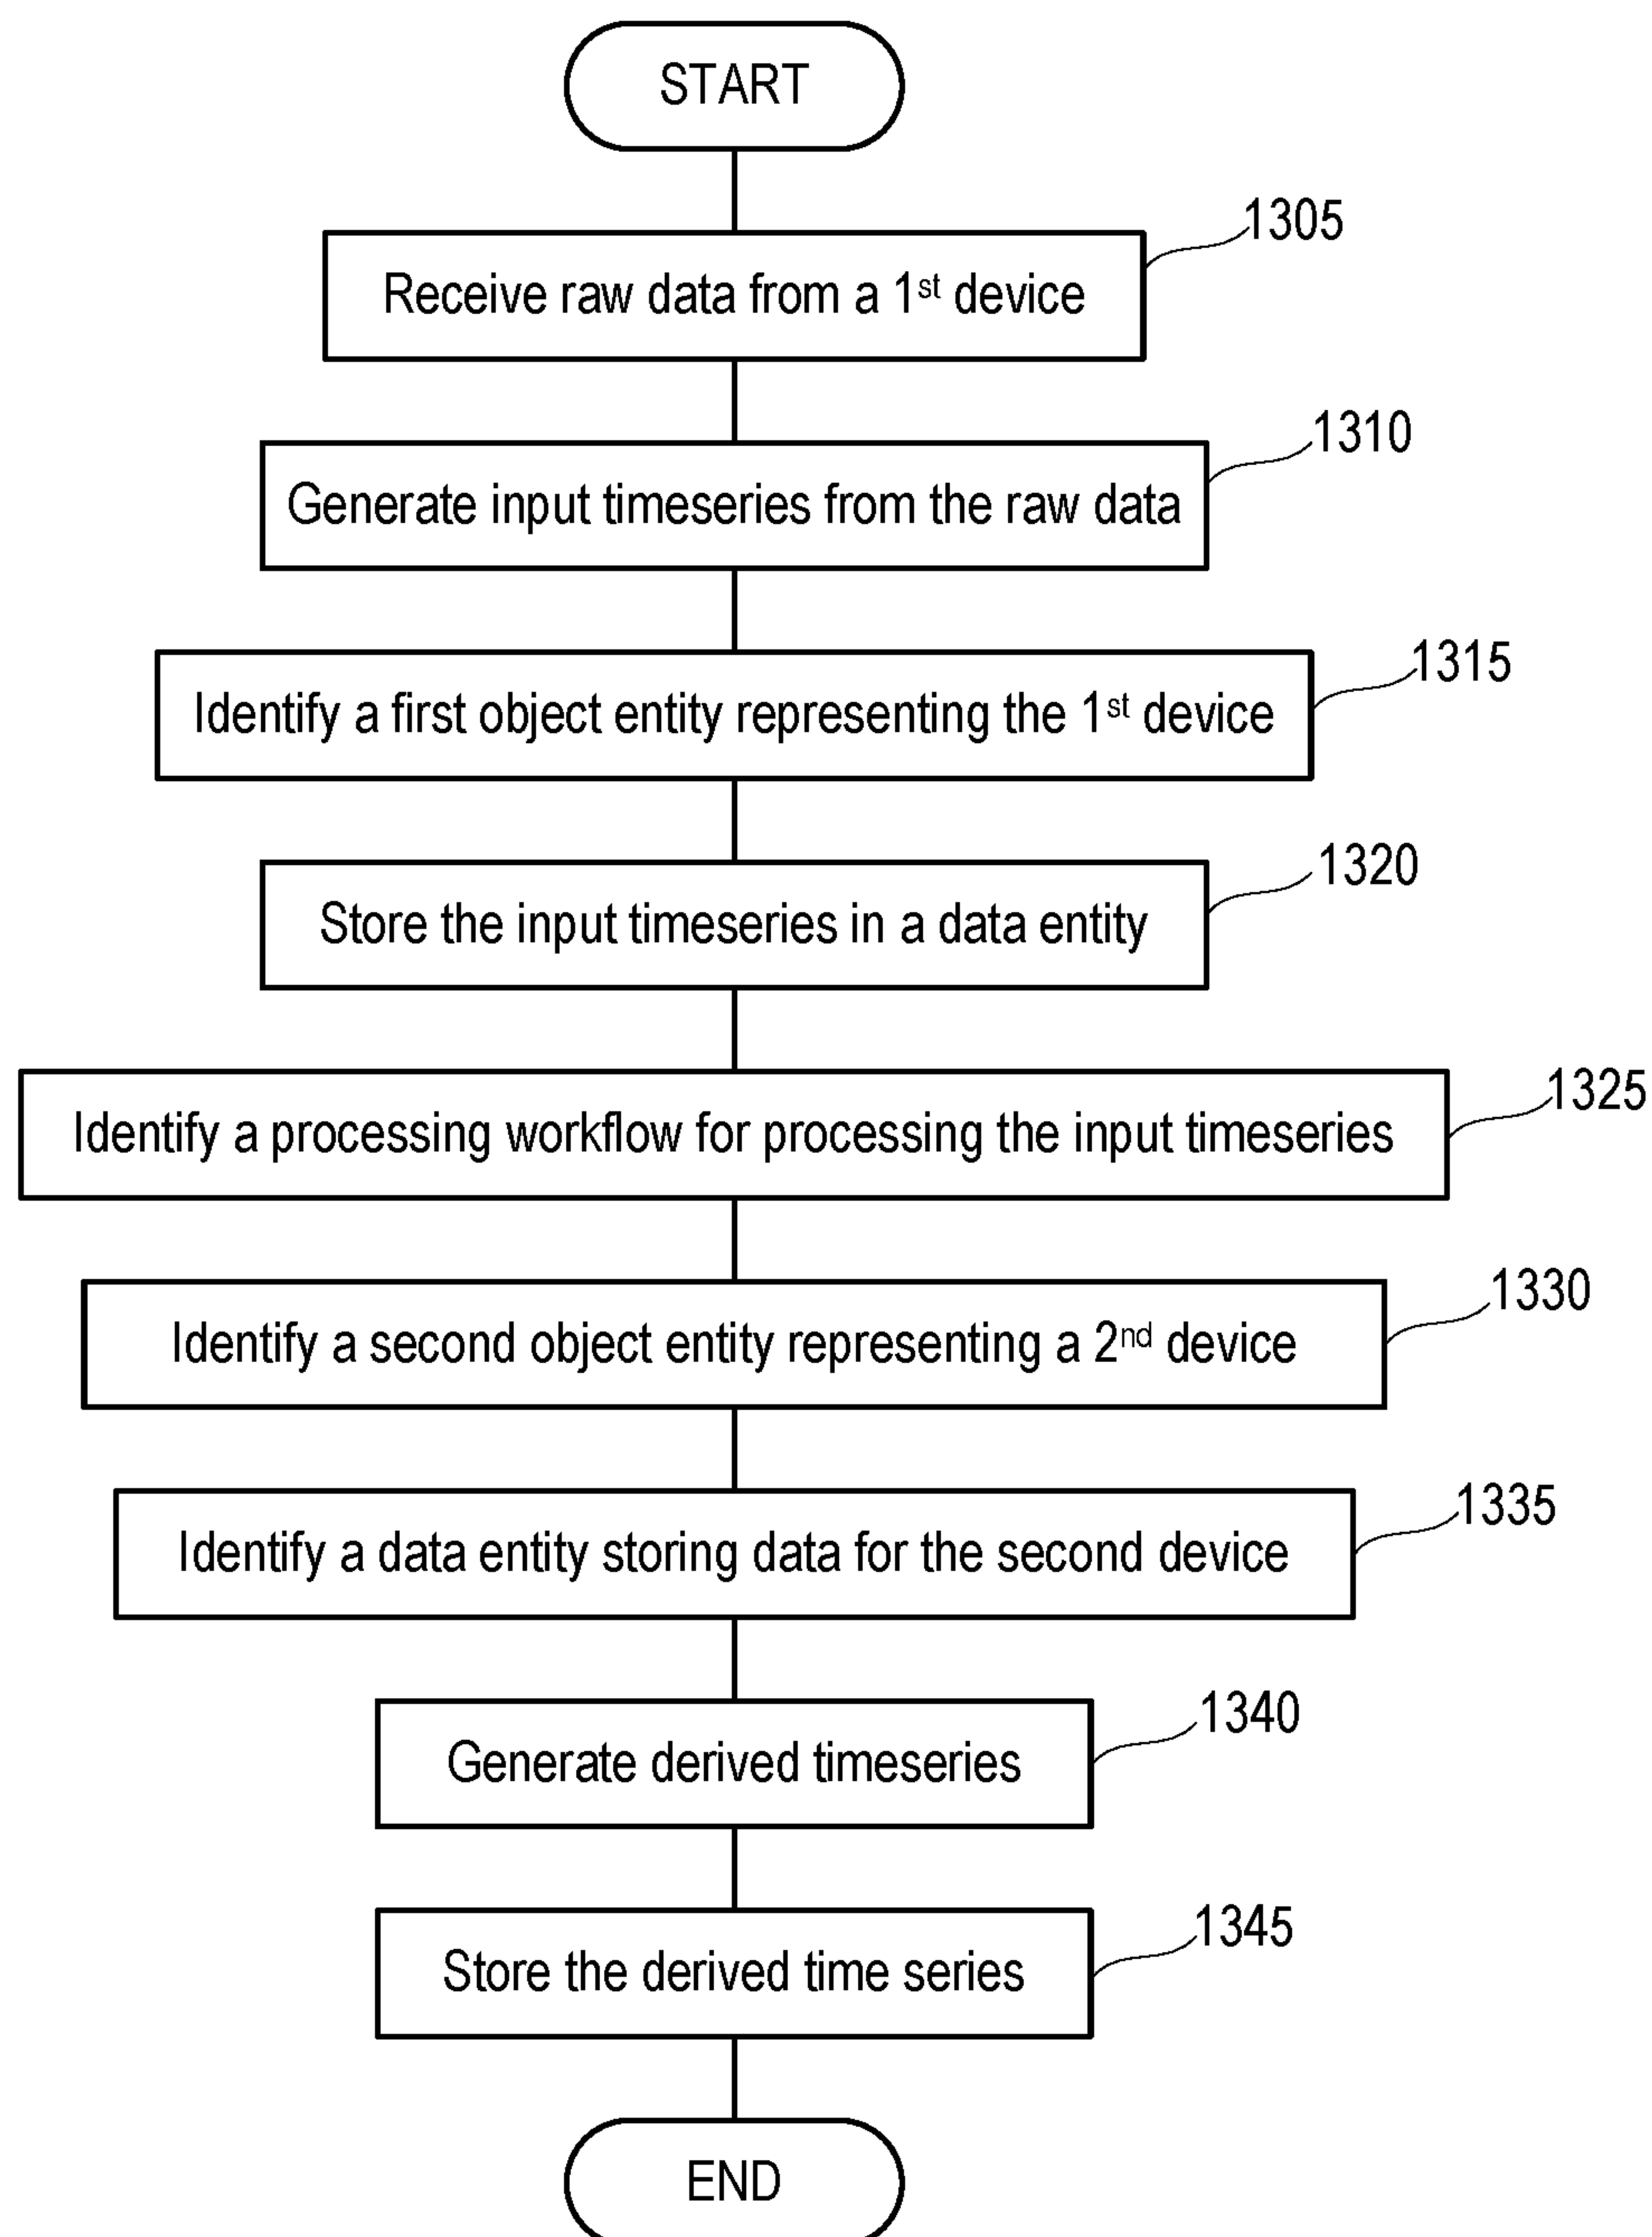 START
1305
Receive raw data from a 1st device
1310
Generate input timeseries from the raw data
1315
Identify a first object entity representing the 1st device
1320
Store the input timeseries in a data entity
1325
Identify a processing workflow for processing the input timeseries
1330
Identify a second object entity representing a 2nd device
1335
Identify a data entity storing data for the second device
1340
Generate derived timeseries
1345
Store the derived time series
END